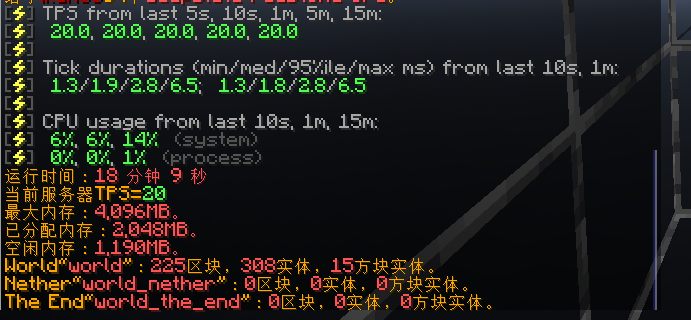 [⚡] TPS from last 5s, 10s, 1m, 5m, 15m:
[⚡] 20.0, 20.0, 20.0, 20.0, 20.0
[⚡]
[⚡] Tick durations (min/med/95%ile/max ms) from last 10s, 1m:
[⚡] 1.3/1.9/2.8/6.5; 1.3/1.8/2.8/6.5
[⚡]
[⚡] CPU usage from last 10s, 1m, 15m:
[⚡] 6%, 6%, 14% (system)
[⚡] 0%, 0%, 1% (process)
运行时间：18 分钟 9 秒
当前服务器TPS=20
最大内存：4,096MB。
已分配内存：2,048MB。
空闲内存：1,190MB。
World“world”：225区块，308实体，15方块实体。
Nether“world_nether”：0区块，0实体，0方块实体。
The End“world_the_end”：0区块，0实体，0方块实体。